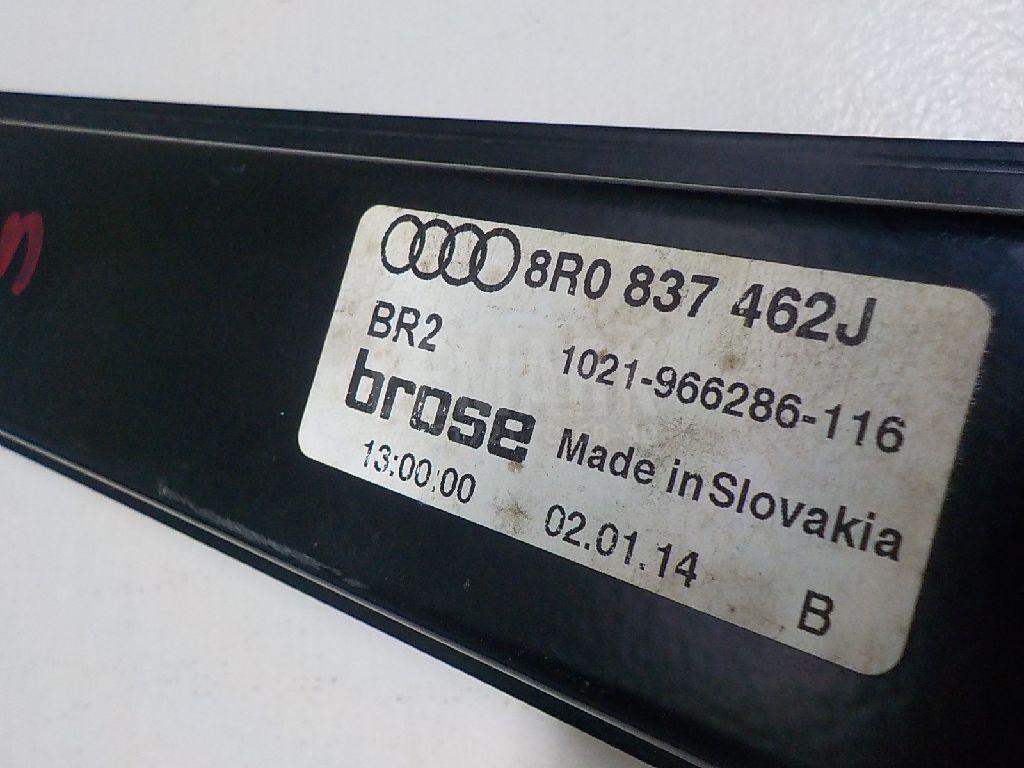 8R0 837 462J
BR2
1021-966286-116
brose
Made in Slovakia
13:00:00
02.01.14
B